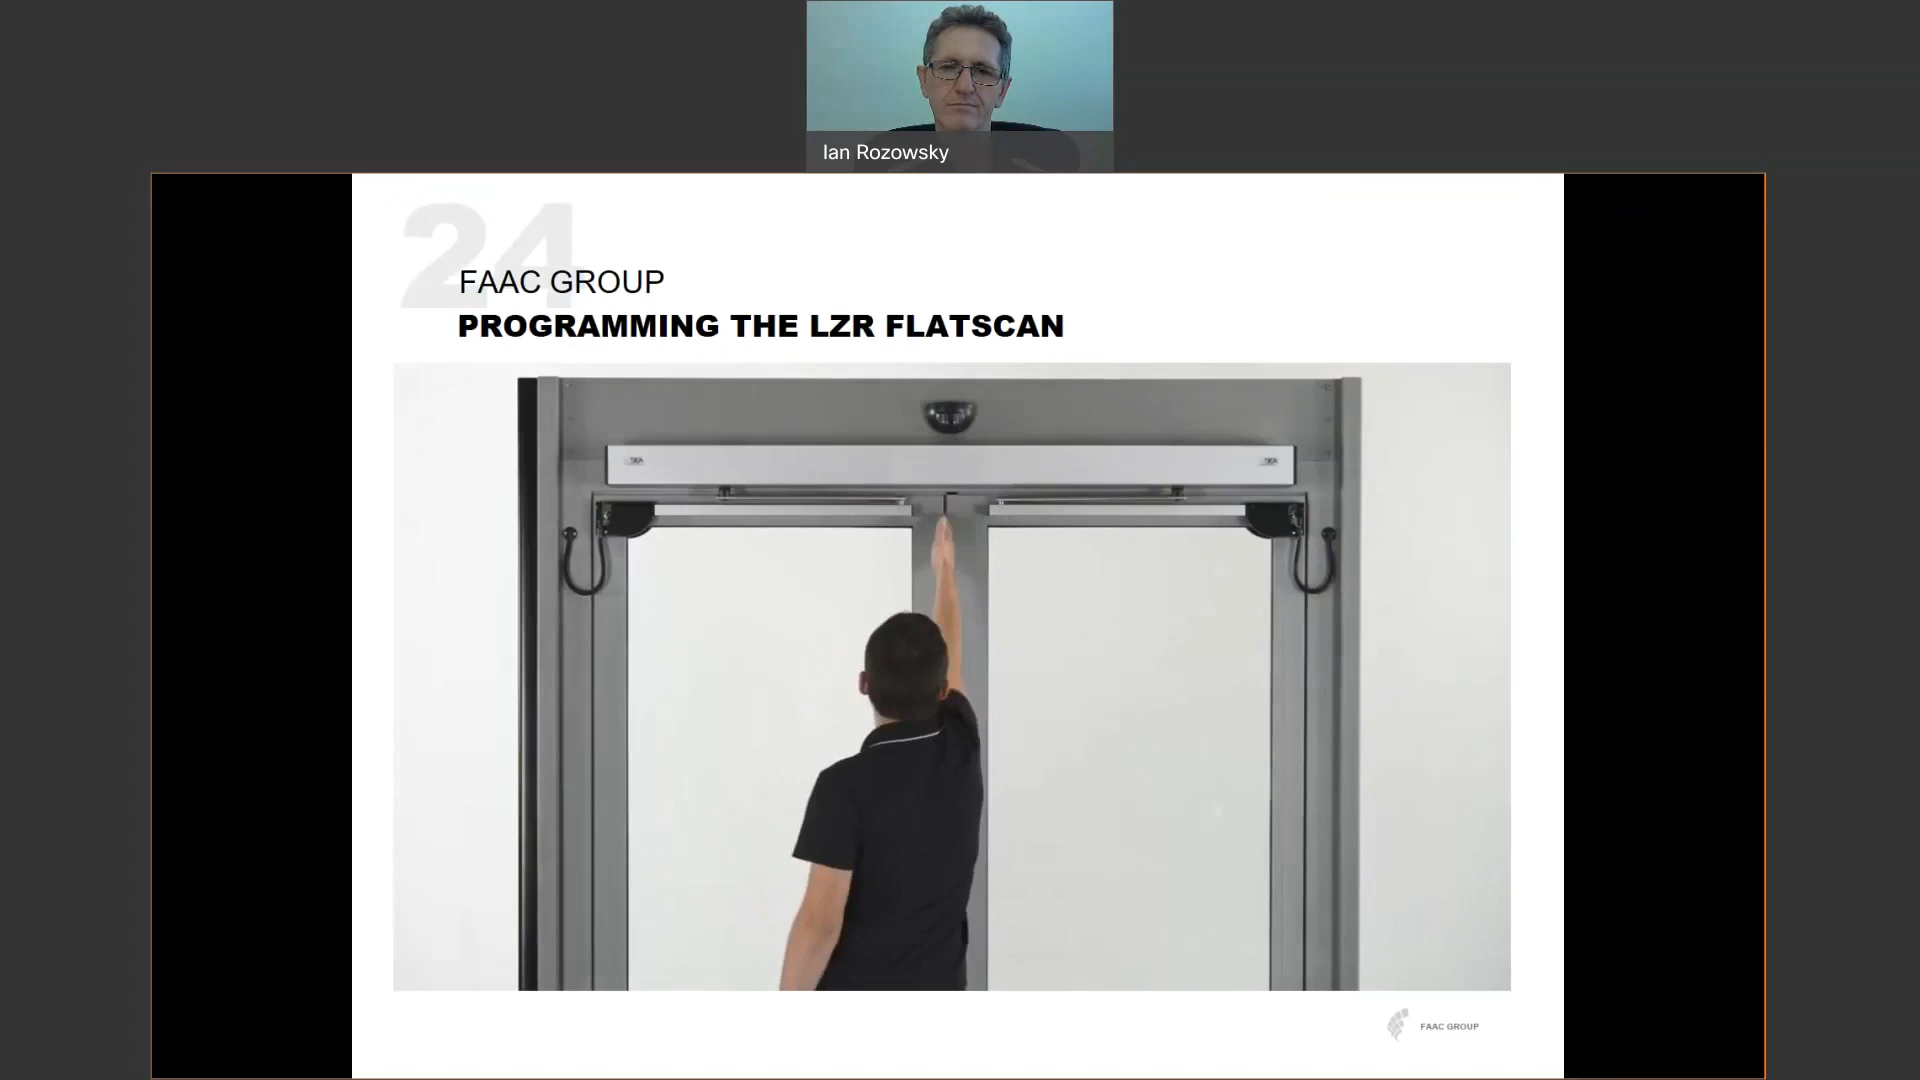 Ian Rozowsky
24
FAAC GROUP
PROGRAMMING THE LZR FLATSCAN
FAAC GROUP